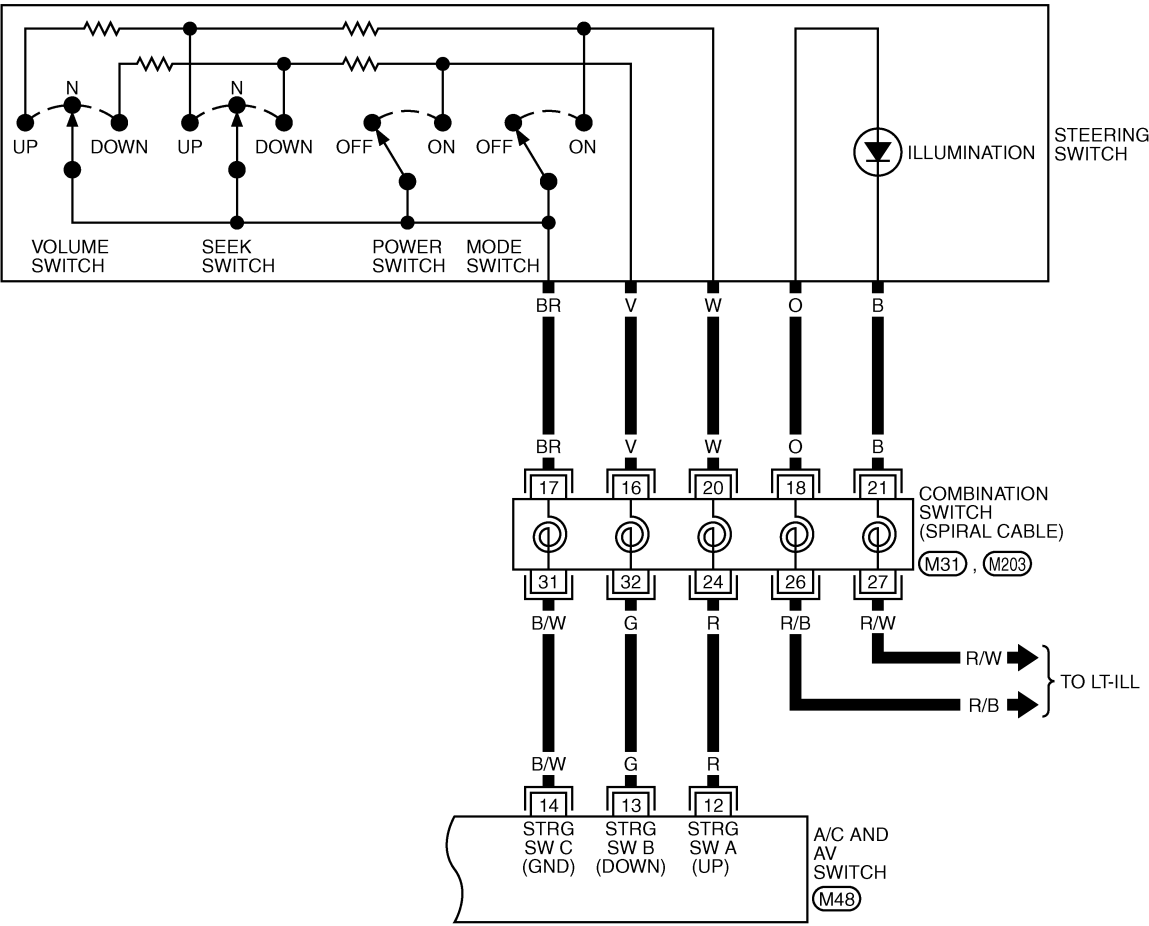 N
N
UP
DOWN
UP
DOWN
OFF
ON
OFF
ON
ILLUMINATION
STEERING
SWITCH
VOLUME
SWITCH
SEEK
SWITCH
POWER
SWITCH
MODE
SWITCH
BR
V
W
O
B
BR
V
W
O
B
17
16
20
18
21
COMBINATION
SWITCH
(SPIRAL CABLE)
M31 , M203
31
32
24
26
27
B/W
G
R
R/B
R/W
R/W
TO LT-ILL
R/B
B/W
G
R
14
13
12
STRG
SW C
(GND)
STRG
SW B
(DOWN)
STRG
SW A
(UP)
A/C AND
AV
SWITCH
M48